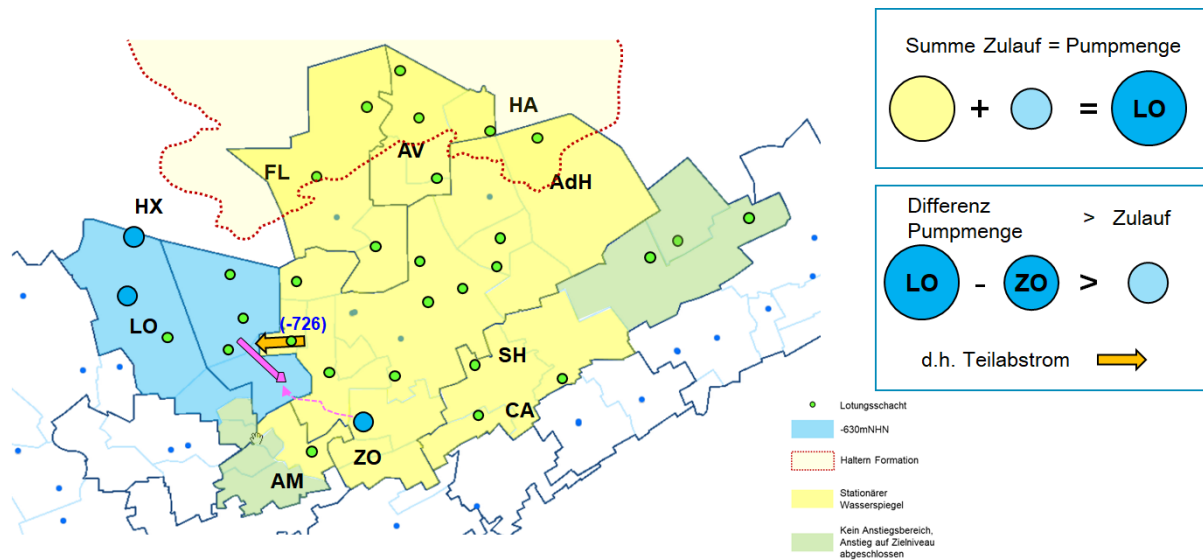 HA
AV
FL
AdH
HX
LO
(-726)
SH
CA
ZO
AM
Summe Zulauf = Pumpmenge
+ = LO
Differenz > Zulauf
Pumpmenge
LO - ZO >
d.h. Teilabstrom
Lotungsschacht
-630mNHN
Haltern Formation
Stationärer
Wasserspiegel
Kein Anstiegsbereich,
Anstieg auf Zielniveau
abgeschlossen